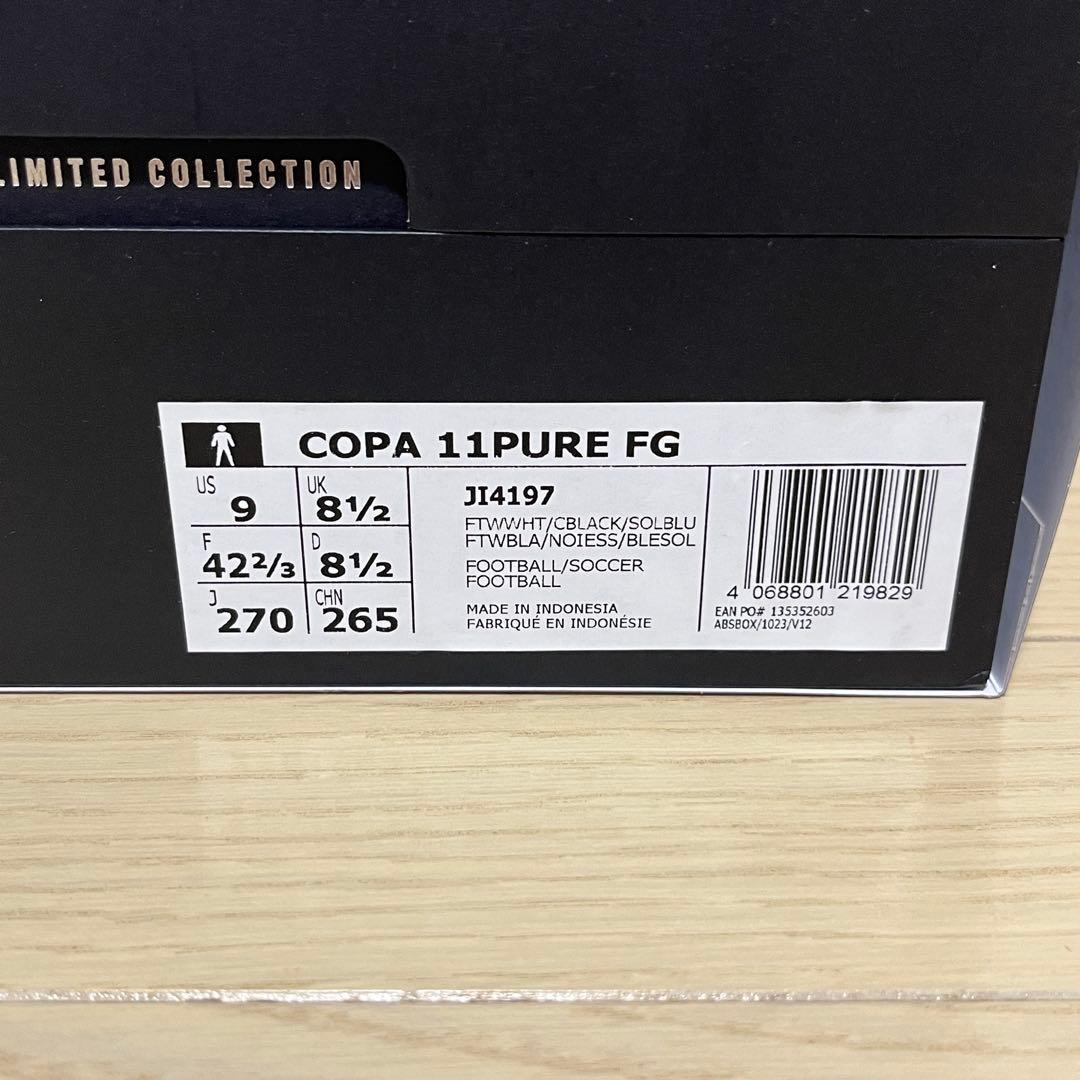 LIMITED COLLECTION
COPA 11PURE FG
US 9 UK 8½
F 42⅔ D 8½
J 270 CHN 265
JI4197
FTWWHT/CBLACK/SOLBLU
FTWBLA/NOIESS/BLESOL
FOOTBALL/SOCCER
FOOTBALL
MADE IN INDONESIA
FABRIQUÉ EN INDONÉSIE
4 068801 219829
EAN PO# 135352603
ABSBOX/1023/V12